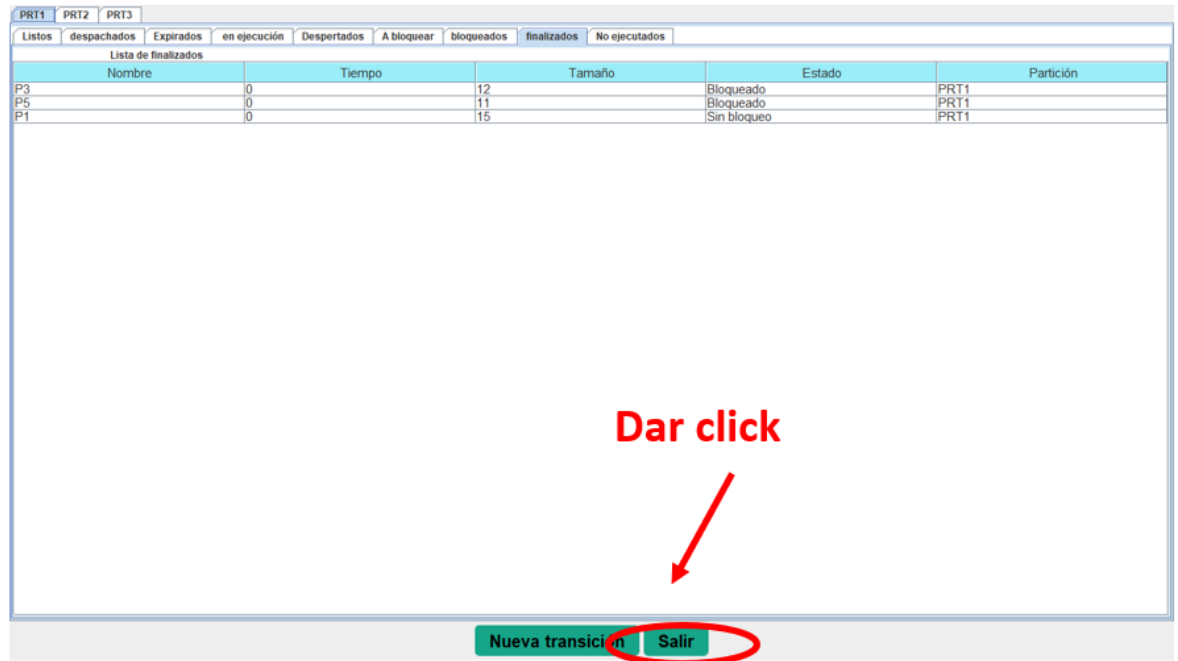 PRT1 PRT2 PRT3
Listos despachados Expirados en ejecución Despertados A bloquear bloqueados finalizados No ejecutados
Lista de finalizados
Nombre Tiempo Tamaño Estado Partición
P3 0 12 Bloqueado PRT1
P5 0 11 Bloqueado PRT1
P1 0 15 Sin bloqueo PRT1
Dar click
Nueva transición Salir